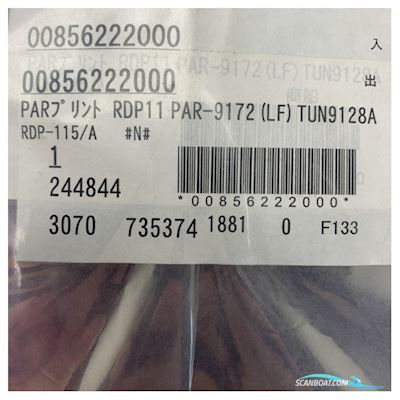 00856222000
入
00856222000
出
PARプリント RDP11 PAR-9172(LF)TUN9128A
RDP-115/A #N#
1
244844
*00856222000*
3070 735374 1881 0 F133
SCANBOAT.COM